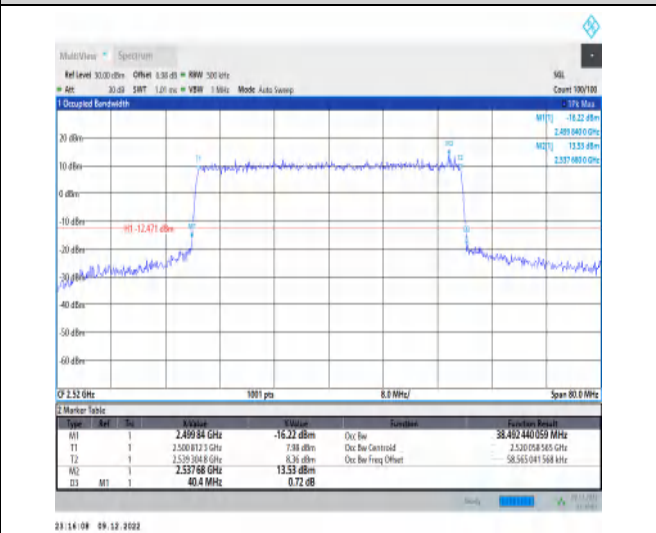 MultiView Spectrum
Ref Level 30.00 dBm Offset 8.98 dB RBW 500 kHz SGL
Att 30 dB SWT 1.01 ms VBW 1 MHz Mode Auto Sweep Count 100/100
1 Occupied Bandwidth 1Pk Max
M1[1] -16.22 dBm
2.499 840 0 GHz
M2[1] 13.53 dBm
2.537 680 0 GHz
20 dBm
M2
T1 T2
10 dBm
0 dBm
-10 dBm
H1 -12.471 dBm
-20 dBm
-30 dBm
-40 dBm
-50 dBm
-60 dBm
CF 2.52 GHz 1001 pts 8.0 MHz/ Span 80.0 MHz
2 Marker Table
Type Ref Trc X-Value Y-Value Function Function Result
M1 1 2.499 84 GHz -16.22 dBm Occ Bw 38.492 440 059 MHz
T1 1 2.500 812 3 GHz 7.98 dBm Occ Bw Centroid 2.520 058 565 GHz
T2 1 2.539 304 8 GHz 8.36 dBm Occ Bw Freq Offset 58.565 041 568 kHz
M2 1 2.537 68 GHz 13.53 dBm
D3 M1 1 40.4 MHz 0.72 dB
Ready
23:16:08 09.12.2022